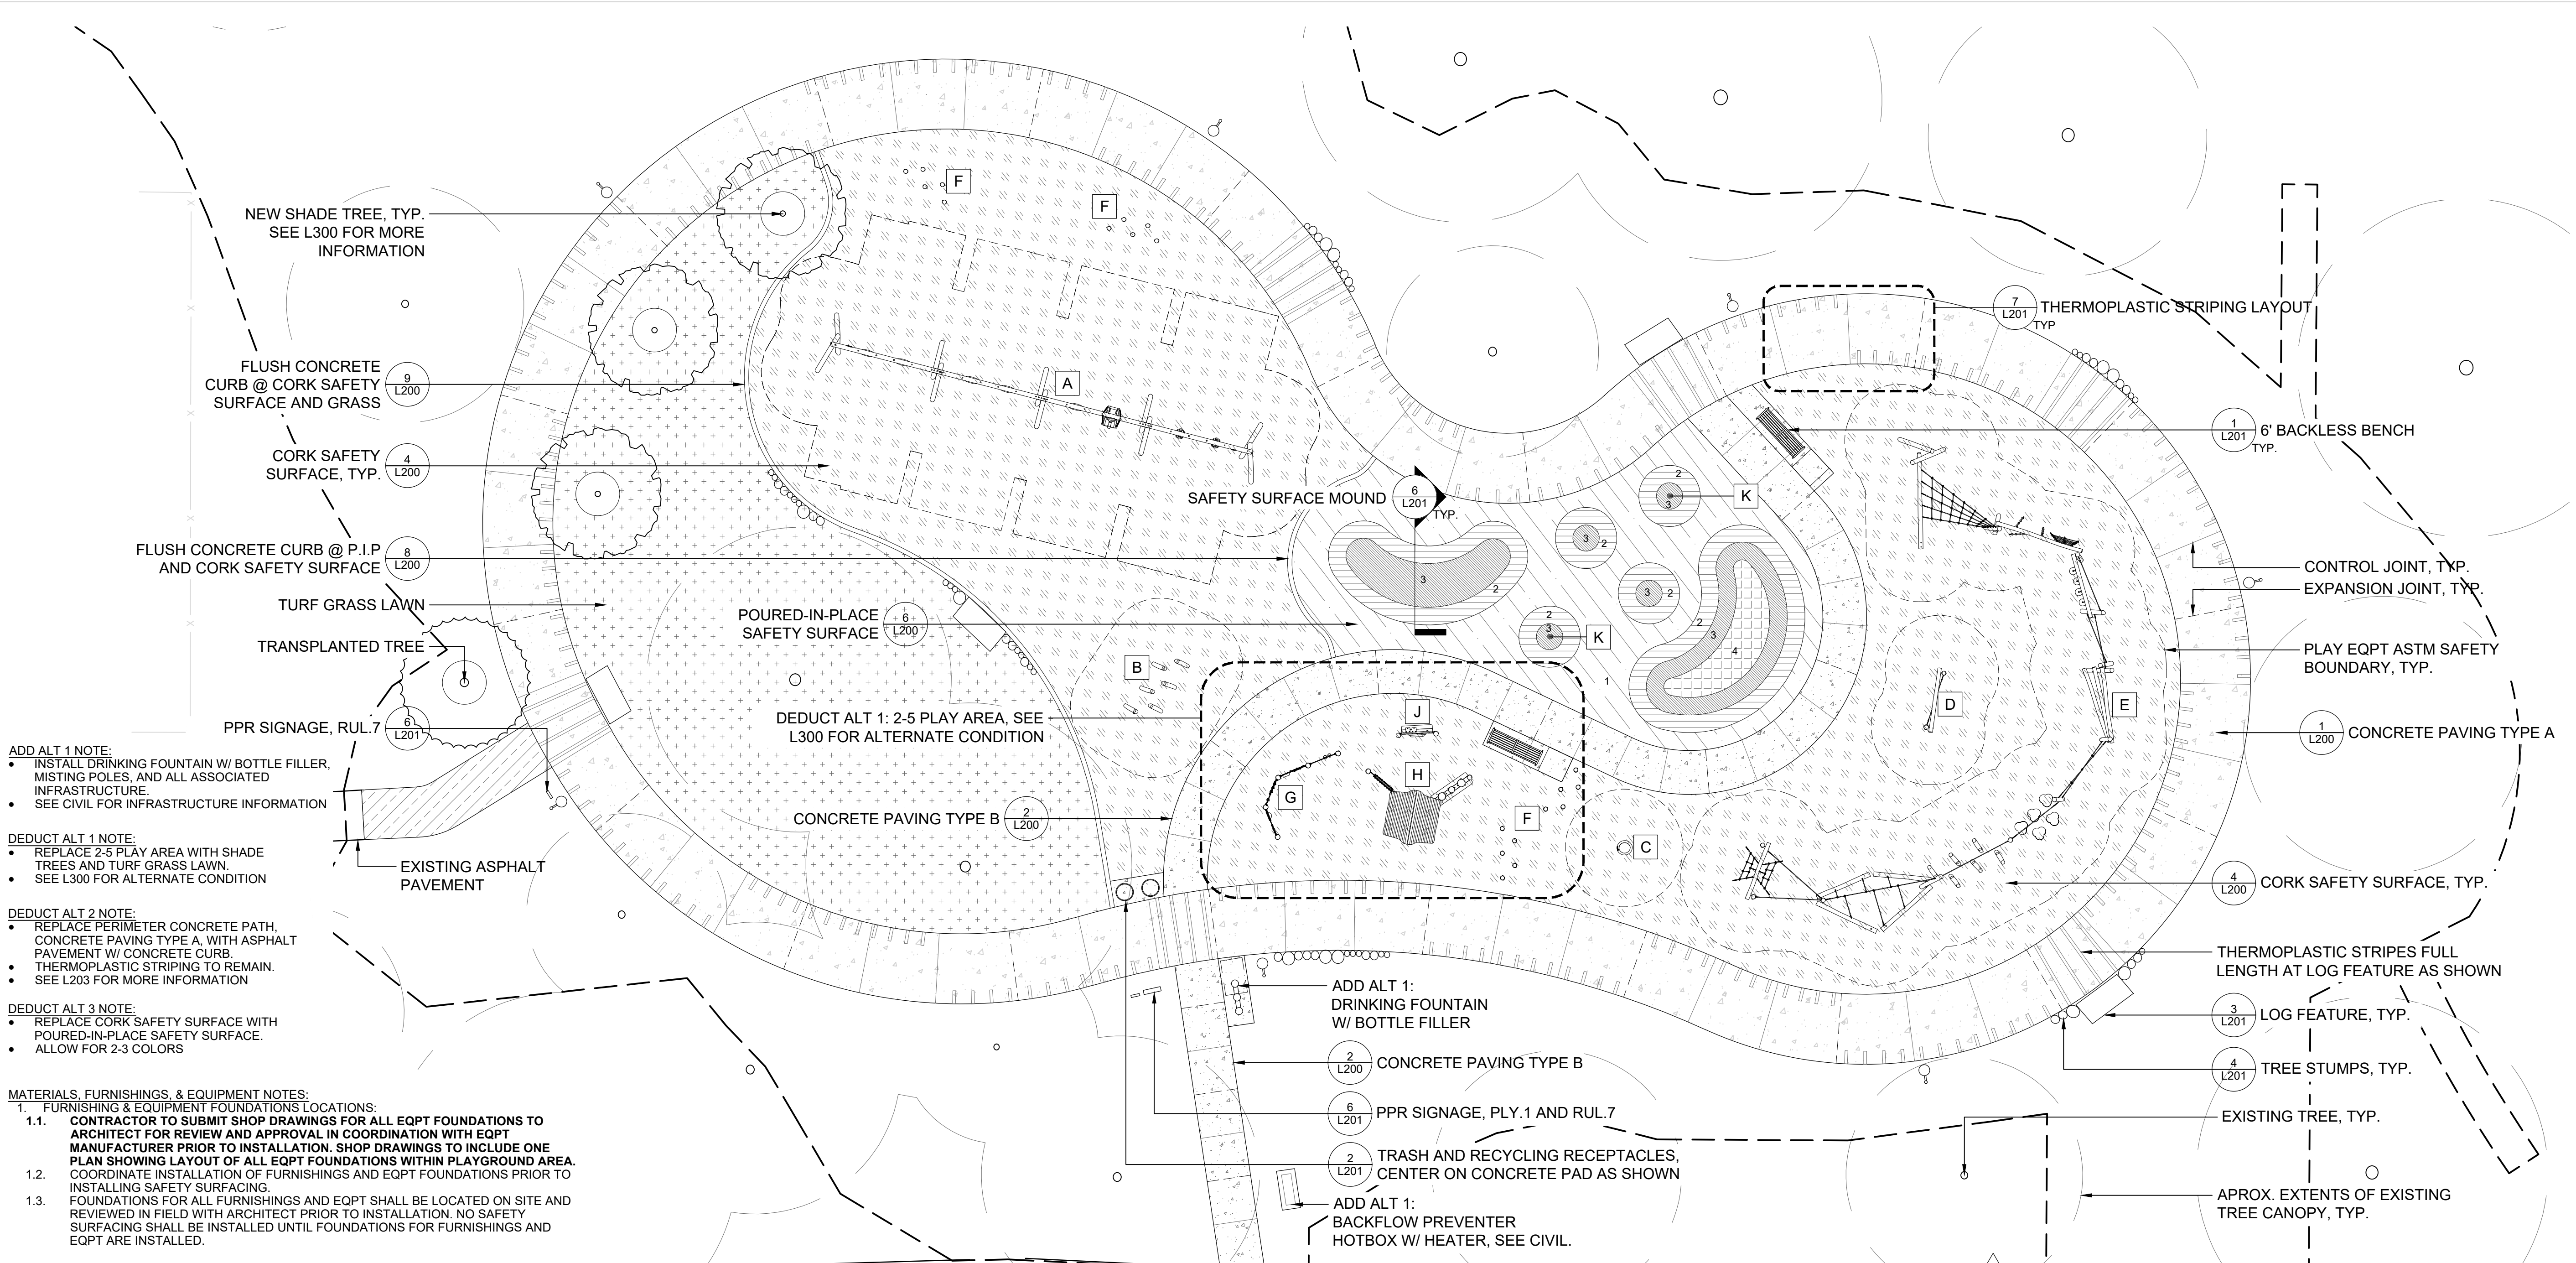 NEW SHADE TREE, TYP.
SEE L300 FOR MORE
INFORMATION
FLUSH CONCRETE
CURB @ CORK SAFETY
SURFACE AND GRASS
9
L200
CORK SAFETY
SURFACE, TYP.
4
L200
FLUSH CONCRETE CURB @ P.I.P
AND CORK SAFETY SURFACE
8
L200
TURF GRASS LAWN
TRANSPLANTED TREE
PPR SIGNAGE, RUL.7
6
L201
ADD ALT 1 NOTE:
• INSTALL DRINKING FOUNTAIN W/ BOTTLE FILLER,
MISTING POLES, AND ALL ASSOCIATED
INFRASTRUCTURE.
• SEE CIVIL FOR INFRASTRUCTURE INFORMATION
DEDUCT ALT 1 NOTE:
• REPLACE 2-5 PLAY AREA WITH SHADE
TREES AND TURF GRASS LAWN.
• SEE L300 FOR ALTERNATE CONDITION
DEDUCT ALT 2 NOTE:
• REPLACE PERIMETER CONCRETE PATH,
CONCRETE PAVING TYPE A, WITH ASPHALT
PAVEMENT W/ CONCRETE CURB.
• THERMOPLASTIC STRIPING TO REMAIN.
• SEE L203 FOR MORE INFORMATION
DEDUCT ALT 3 NOTE:
• REPLACE CORK SAFETY SURFACE WITH
POURED-IN-PLACE SAFETY SURFACE.
• ALLOW FOR 2-3 COLORS
MATERIALS, FURNISHINGS, & EQUIPMENT NOTES:
1. FURNISHING & EQUIPMENT FOUNDATIONS LOCATIONS:
1.1. CONTRACTOR TO SUBMIT SHOP DRAWINGS FOR ALL EQPT FOUNDATIONS TO
ARCHITECT FOR REVIEW AND APPROVAL IN COORDINATION WITH EQPT
MANUFACTURER PRIOR TO INSTALLATION. SHOP DRAWINGS TO INCLUDE ONE
PLAN SHOWING LAYOUT OF ALL EQPT FOUNDATIONS WITHIN PLAYGROUND AREA.
1.2. COORDINATE INSTALLATION OF FURNISHINGS AND EQPT FOUNDATIONS PRIOR TO
INSTALLING SAFETY SURFACING.
1.3. FOUNDATIONS FOR ALL FURNISHINGS AND EQPT SHALL BE LOCATED ON SITE AND
REVIEWED IN FIELD WITH ARCHITECT PRIOR TO INSTALLATION. NO SAFETY
SURFACING SHALL BE INSTALLED UNTIL FOUNDATIONS FOR FURNISHINGS AND
EQPT ARE INSTALLED.
EXISTING ASPHALT
PAVEMENT
F
F
A
SAFETY SURFACE MOUND
6
L201
TYP.
POURED-IN-PLACE
SAFETY SURFACE
6
L200
B
DEDUCT ALT 1: 2-5 PLAY AREA, SEE
L300 FOR ALTERNATE CONDITION
CONCRETE PAVING TYPE B
2
L200
J
H
G
F
C
D
E
K
K
2
3
3
2
3
2
3
2
2
3
2
3
4
1
7
L201
TYP
THERMOPLASTIC STRIPING LAYOUT
1
L201
TYP.
6' BACKLESS BENCH
CONTROL JOINT, TYP.
EXPANSION JOINT, TYP.
PLAY EQPT ASTM SAFETY
BOUNDARY, TYP.
1
L200
CONCRETE PAVING TYPE A
4
L200
CORK SAFETY SURFACE, TYP.
THERMOPLASTIC STRIPES FULL
LENGTH AT LOG FEATURE AS SHOWN
3
L201
LOG FEATURE, TYP.
4
L201
TREE STUMPS, TYP.
EXISTING TREE, TYP.
APROX. EXTENTS OF EXISTING
TREE CANOPY, TYP.
ADD ALT 1:
DRINKING FOUNTAIN
W/ BOTTLE FILLER
2
L200
CONCRETE PAVING TYPE B
6
L201
PPR SIGNAGE, PLY.1 AND RUL.7
2
L201
TRASH AND RECYCLING RECEPTACLES,
CENTER ON CONCRETE PAD AS SHOWN
ADD ALT 1:
BACKFLOW PREVENTER
HOTBOX W/ HEATER, SEE CIVIL.